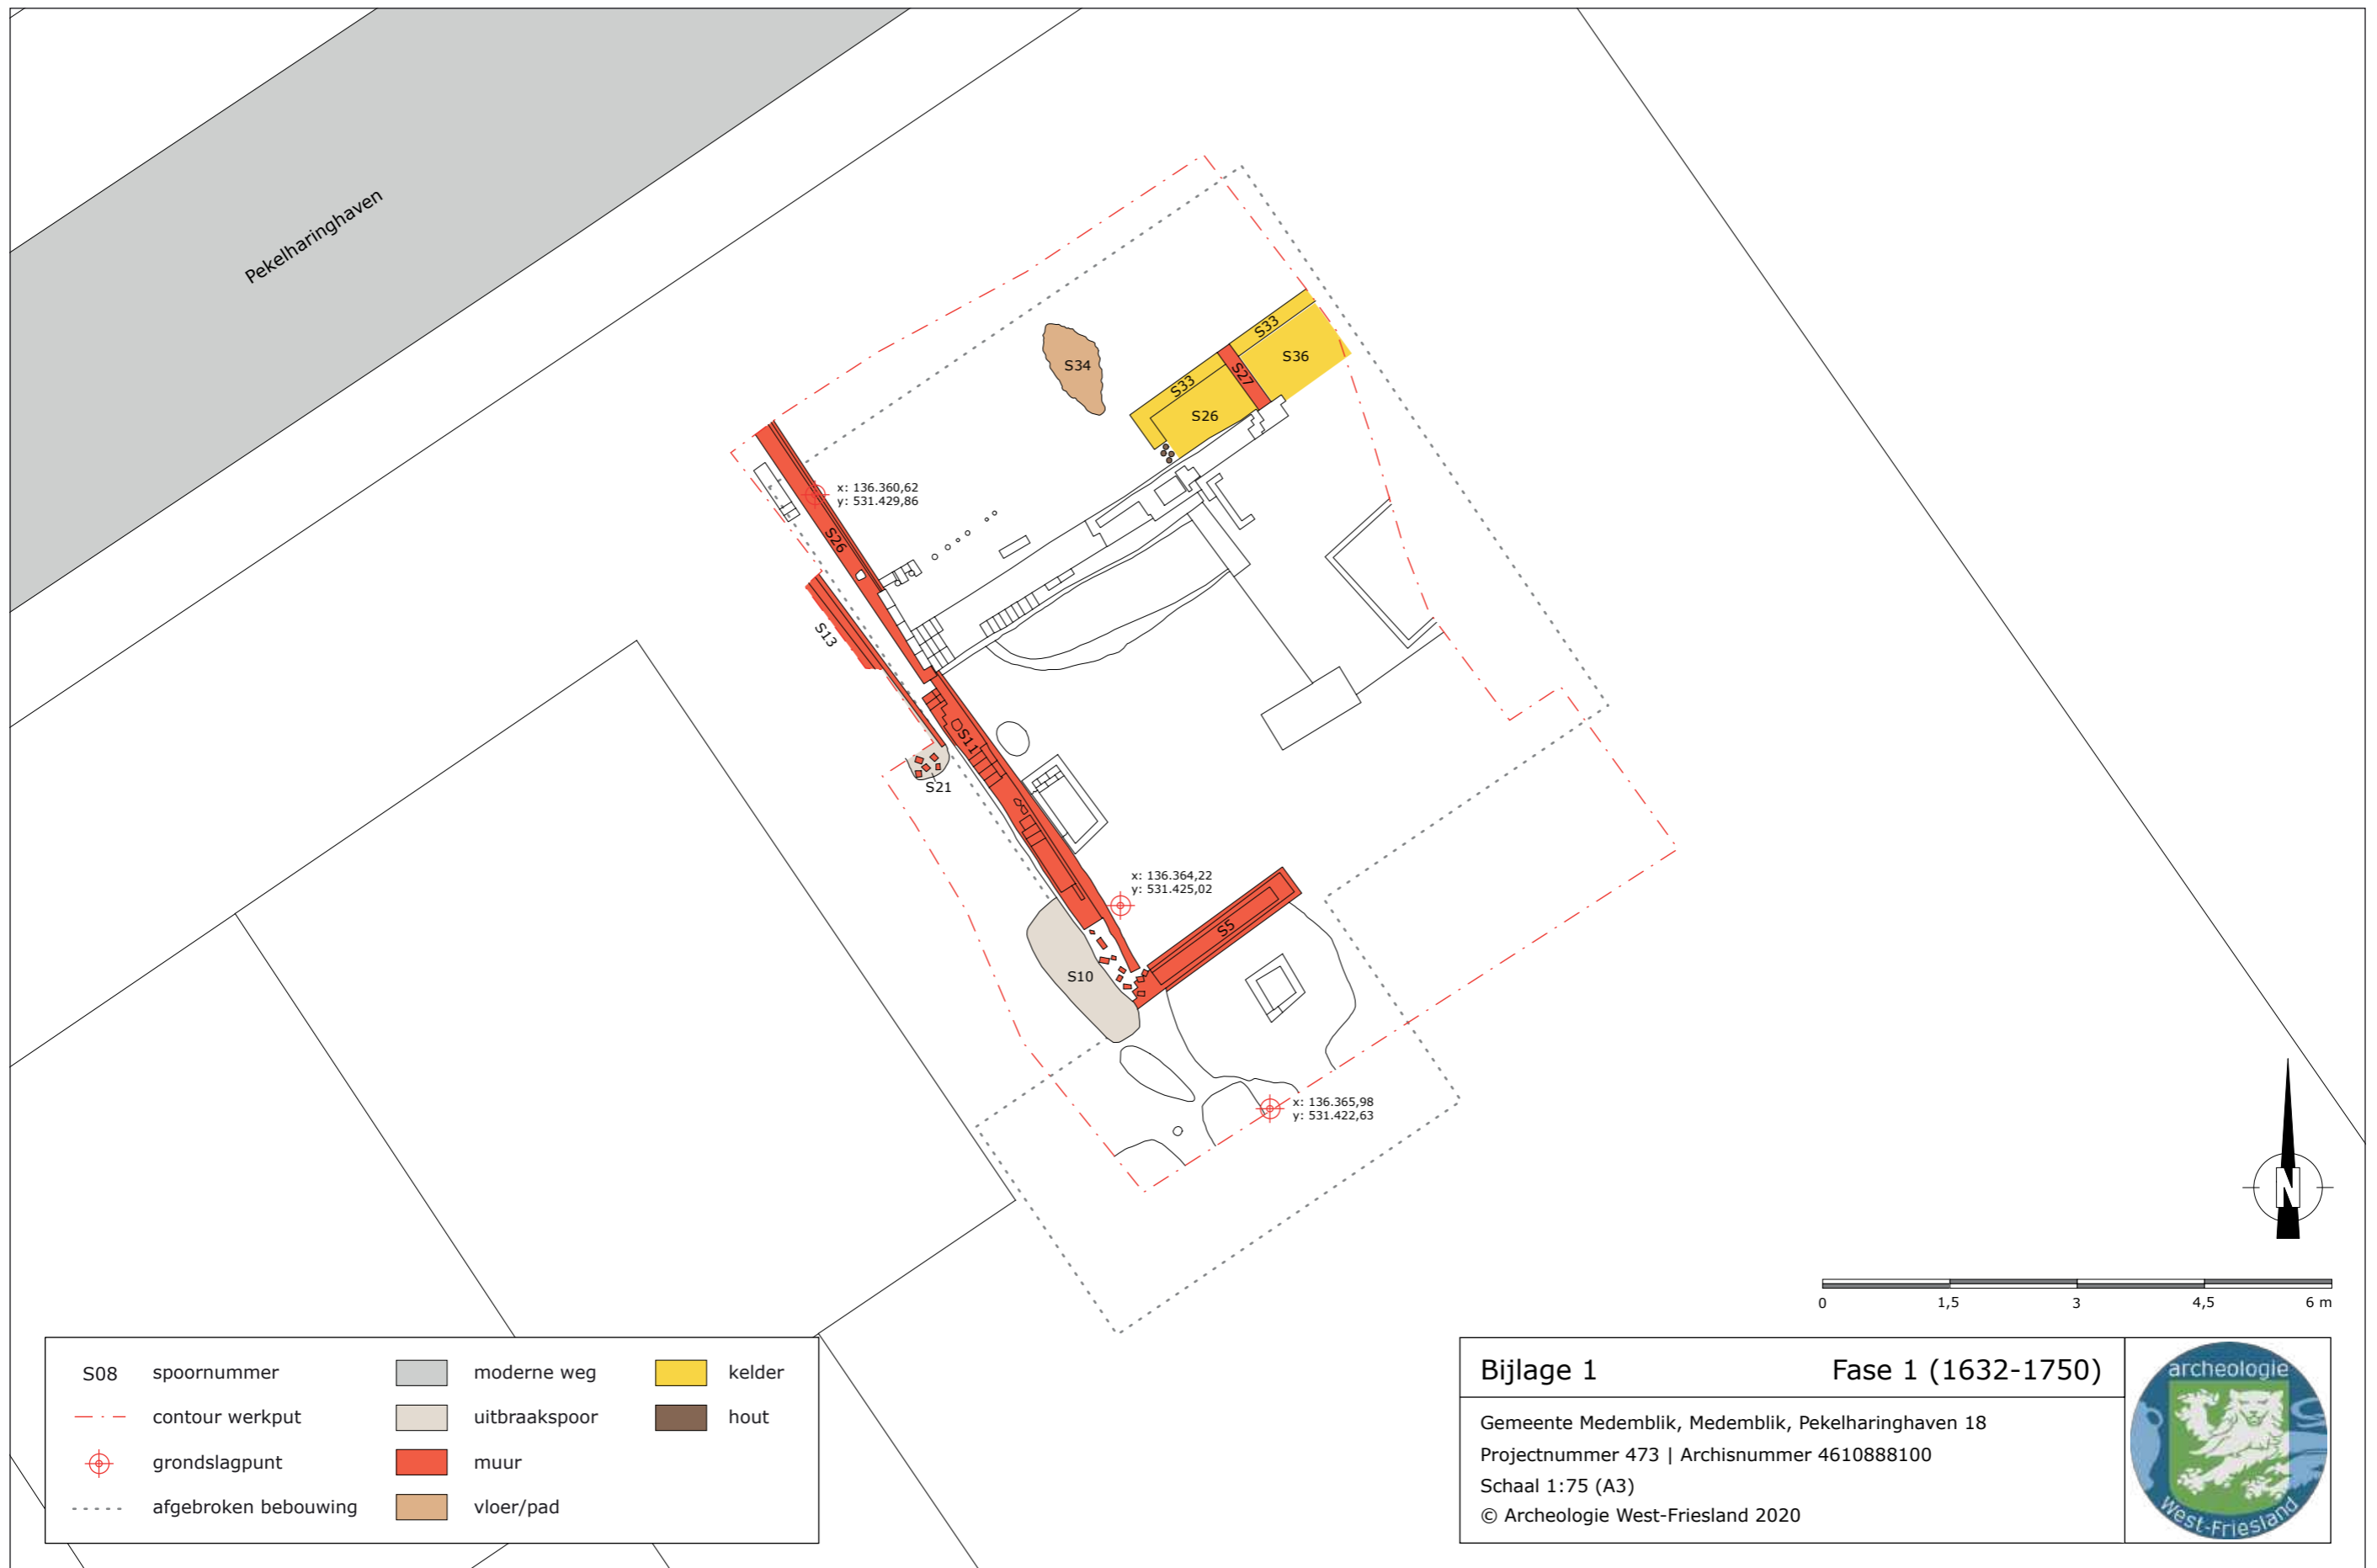 Pekelharinghaven
S34
S33
S33
S27
S36
S26
x: 136.360,62
y: 531.429,86
S26
S13
S11
S21
x: 136.364,22
y: 531.425,02
S5
S10
x: 136.365,98
y: 531.422,63
N
0 1,5 3 4,5 6 m
S08 spoornummer moderne weg kelder
contour werkput uitbraakspoor hout
grondslagpunt muur
afgebroken bebouwing vloer/pad
Bijlage 1 Fase 1 (1632-1750)
Gemeente Medemblik, Medemblik, Pekelharinghaven 18
Projectnummer 473 | Archisnummer 4610888100
Schaal 1:75 (A3)
© Archeologie West-Friesland 2020
archeologie
West-Friesland